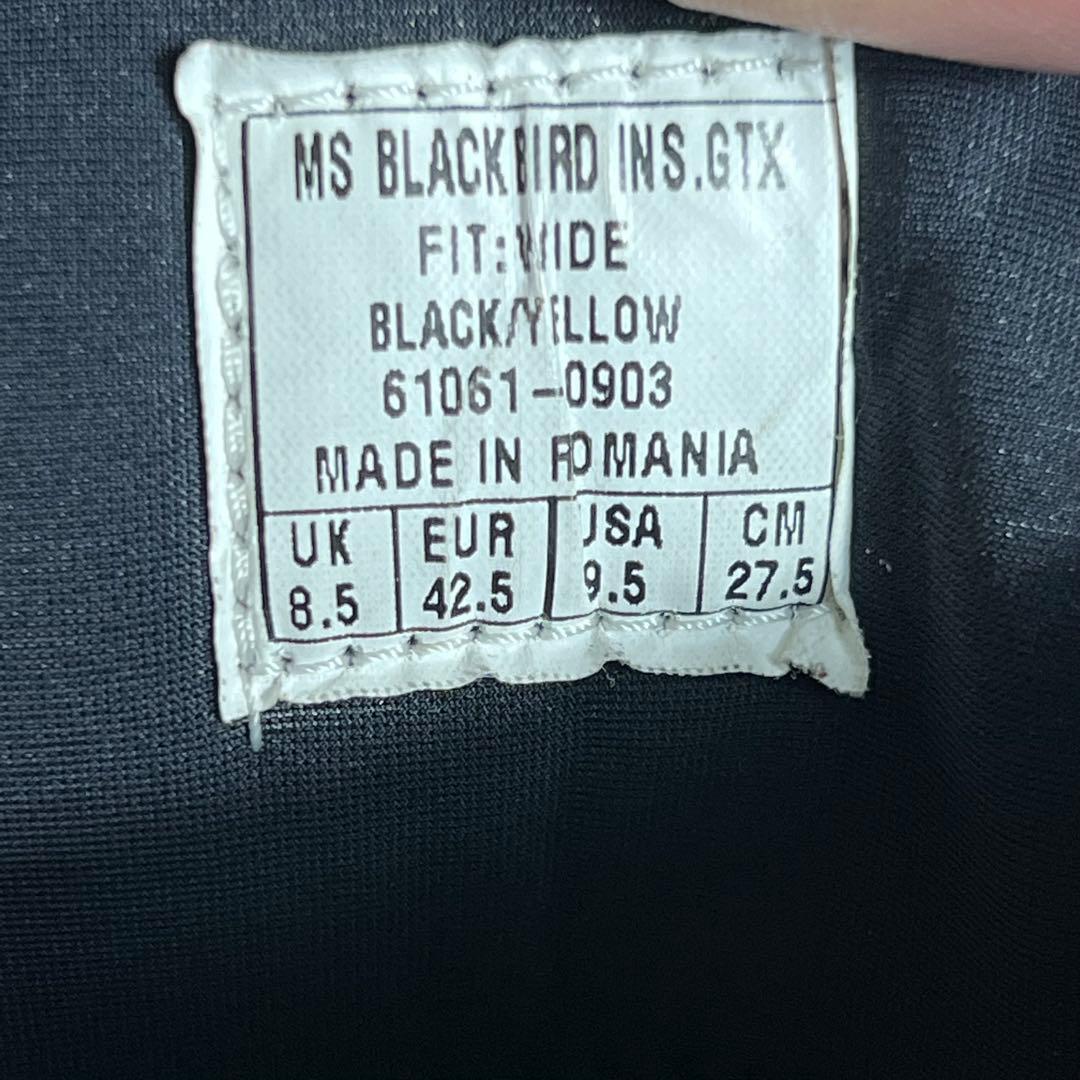 MS BLACKBIRD INS.GTX
FIT:WIDE
BLACK/YELLOW
61061-0903
MADE IN ROMANIA
UK EUR USA CM
8.5 42.5 9.5 27.5